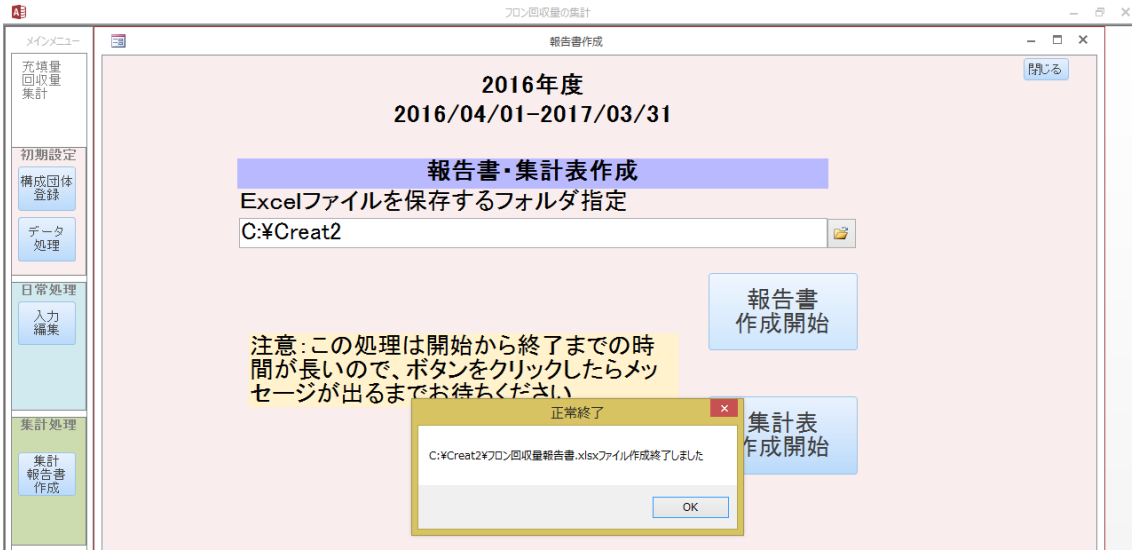 フロン回収量の集計
メインメニュー
充填量
回収量
集計
初期設定
構成団体
登録
データ
処理
日常処理
入力
編集
集計処理
集計
報告書
作成
報告書作成
閉じる
2016年度
2016/04/01-2017/03/31
報告書・集計表作成
Excelファイルを保存するフォルダ指定
C:¥Creat2
報告書
作成開始
注意:この処理は開始から終了までの時
間が長いので、ボタンをクリックしたらメッ
セージが出るまでお待ちください
集計表
作成開始
正常終了
C:¥Creat2¥フロン回収量報告書.xlsxファイル作成終了しました
OK